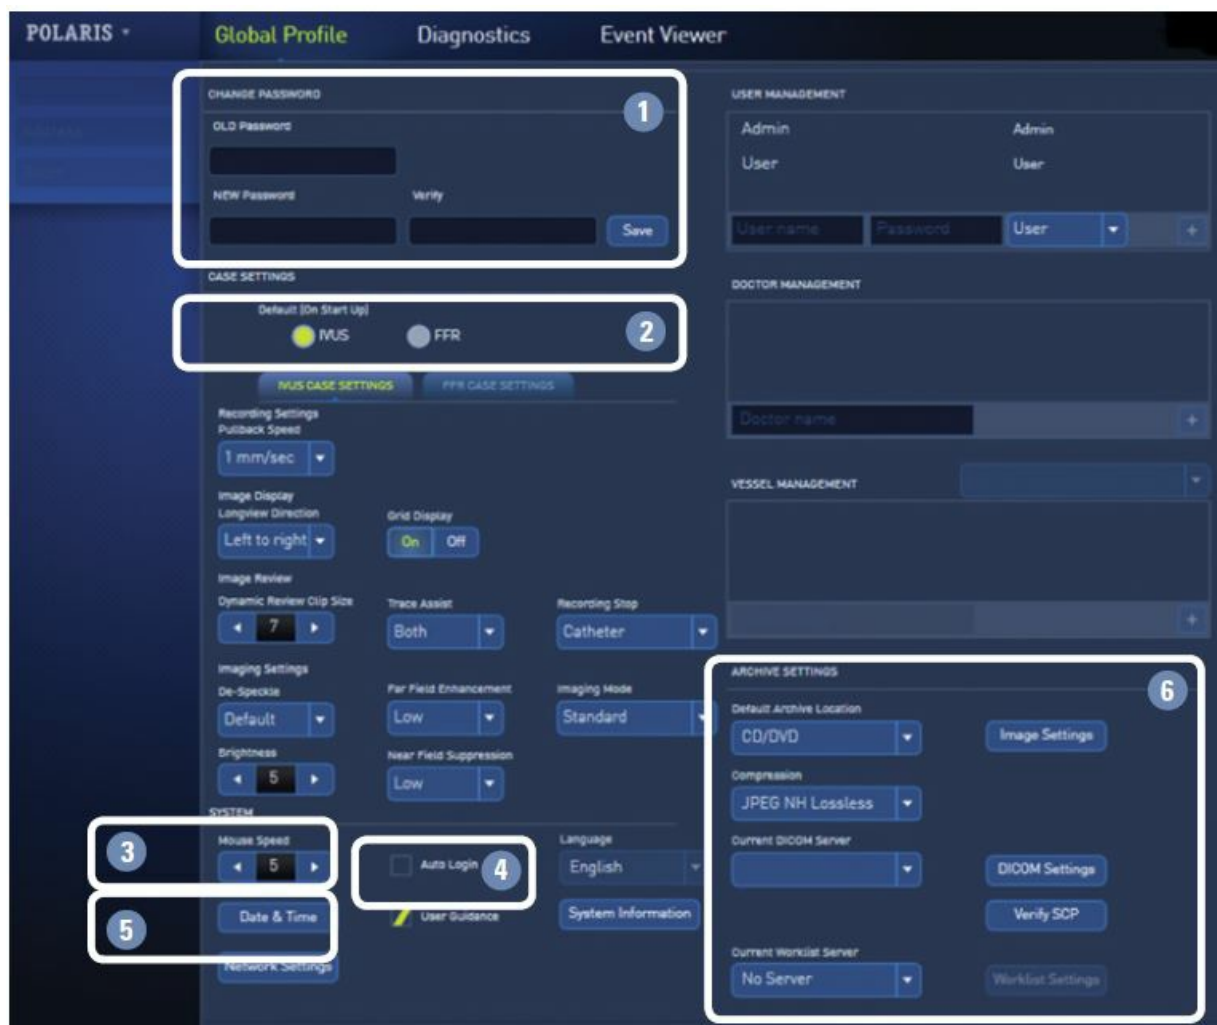 POLARIS
Global Profile
Diagnostics
Event Viewer
CHANGE PASSWORD
1
OLD Password
NEW Password
Verify
Save
CASE SETTINGS
Default (On Start Up)
IVUS
FFR
2
IVUS CASE SETTINGS
FFR CASE SETTINGS
Recording Settings
Pullback Speed
1 mm/sec
Image Display
Longview Direction
Grid Display
Left to right
On
Off
Image Review
Dynamic Review Clip Size
Trace Assist
Recording Stop
7
Both
Catheter
Imaging Settings
De-Speckle
Far Field Enhancement
Imaging Mode
Default
Low
Standard
Brightness
Near Field Suppression
5
Low
SYSTEM
Mouse Speed
3
5
Auto Login
4
Language
English
5
Date & Time
User Guidance
System Information
Network Settings
USER MANAGEMENT
Admin
Admin
User
User
User name
Password
User
+
DOCTOR MANAGEMENT
Doctor name
+
VESSEL MANAGEMENT
+
ARCHIVE SETTINGS
6
Default Archive Location
CD/DVD
Image Settings
Compression
JPEG NH Lossless
Current DICOM Server
DICOM Settings
Verify SCP
Current Worklist Server
No Server
Worklist Settings